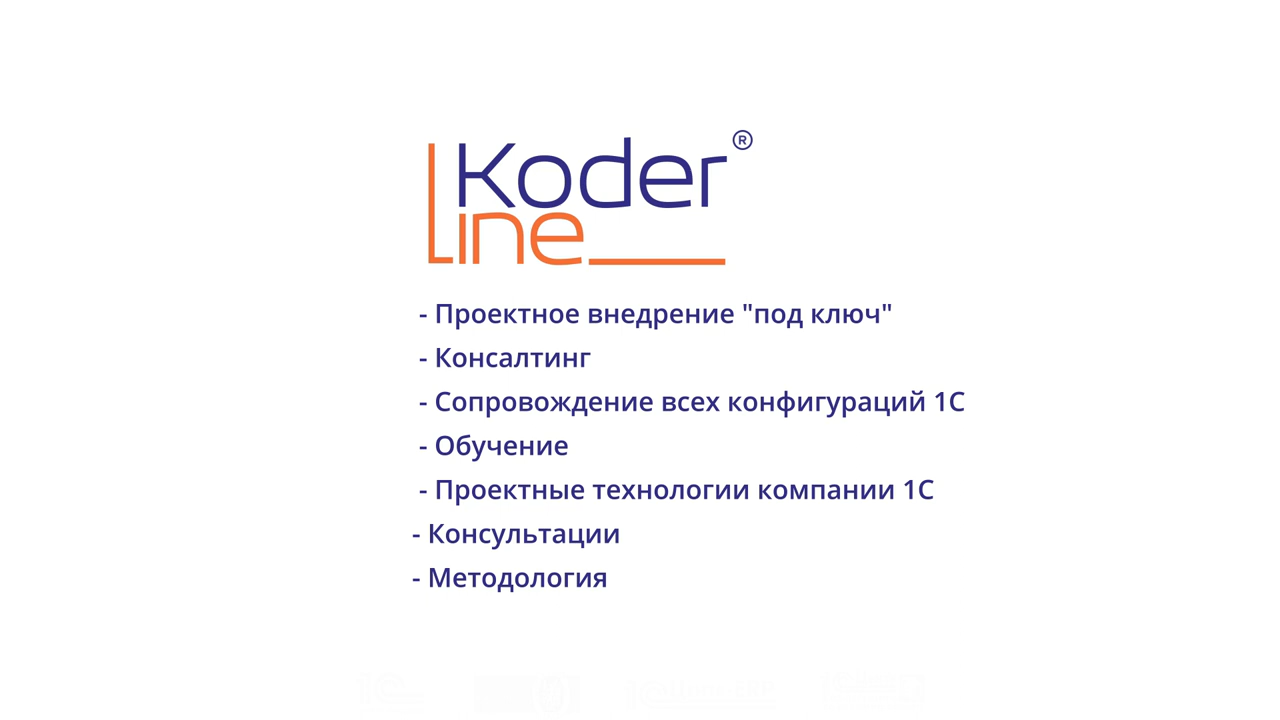 Koder®
Line
- Проектное внедрение "под ключ"
- Консалтинг
- Сопровождение всех конфигураций 1С
- Обучение
- Проектные технологии компании 1С
- Консультации
- Методология